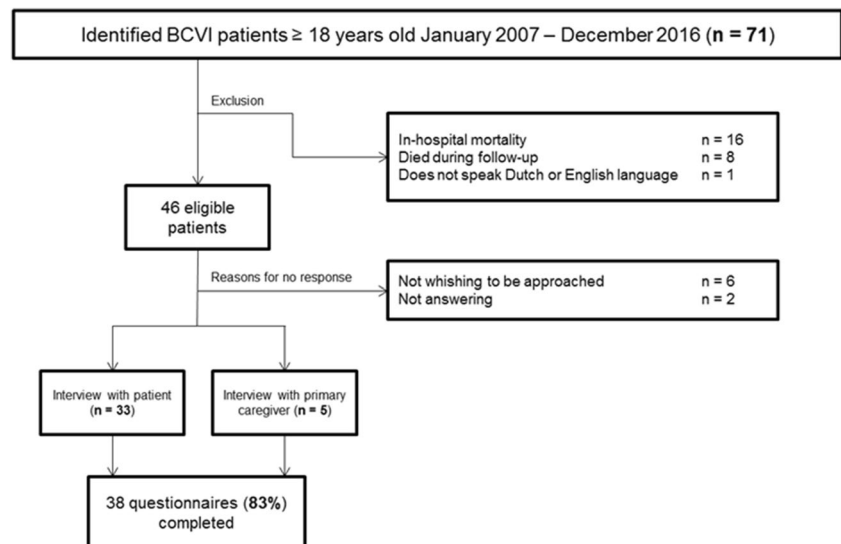 Identified BCVI patients ≥ 18 years old January 2007 – December 2016 (n = 71)
Exclusion
In-hospital mortality n = 16
Died during follow-up n = 8
Does not speak Dutch or English language n = 1
46 eligible
patients
Reasons for no response
Not whishing to be approached n = 6
Not answering n = 2
Interview with patient
(n = 33)
Interview with primary
caregiver (n = 5)
38 questionnaires (83%)
completed